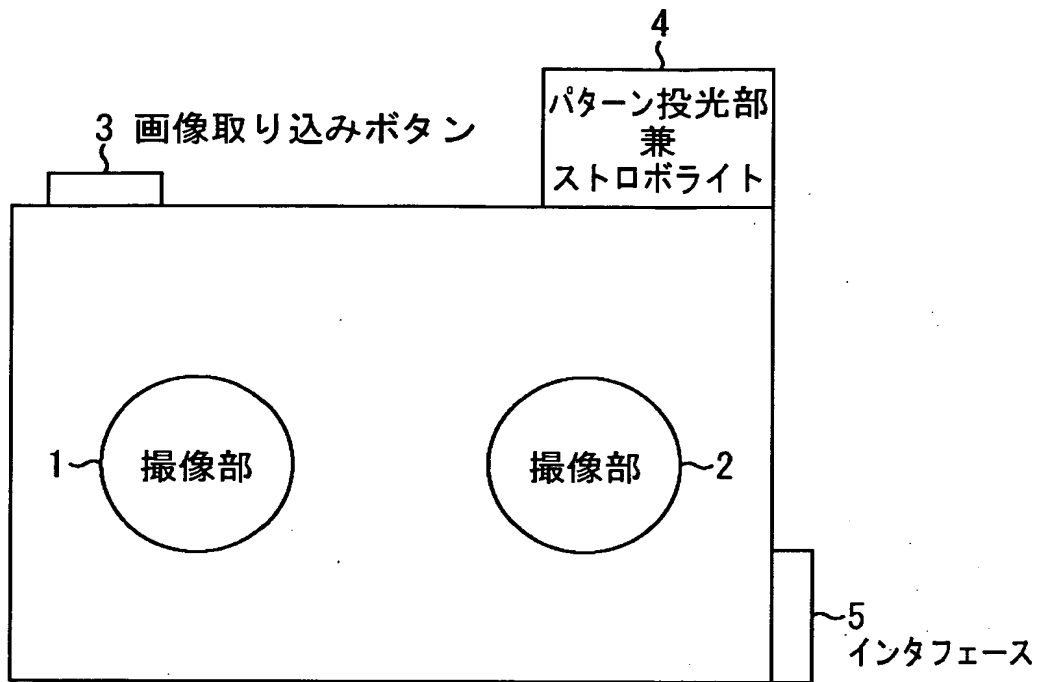 4
パターン投光部
兼
ストロボライト
3 画像取り込みボタン
1 撮像部
撮像部 2
5
インタフェース